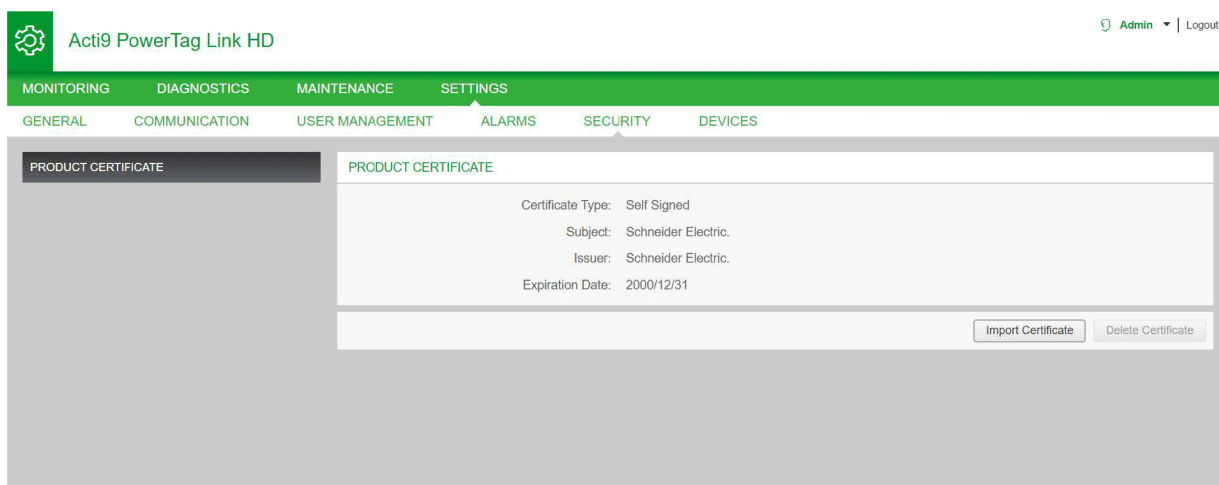 Acti9 PowerTag Link HD
Admin | Logout
MONITORING DIAGNOSTICS MAINTENANCE SETTINGS
GENERAL COMMUNICATION USER MANAGEMENT ALARMS SECURITY DEVICES
PRODUCT CERTIFICATE
PRODUCT CERTIFICATE
Certificate Type: Self Signed
Subject: Schneider Electric.
Issuer: Schneider Electric.
Expiration Date: 2000/12/31
Import Certificate Delete Certificate